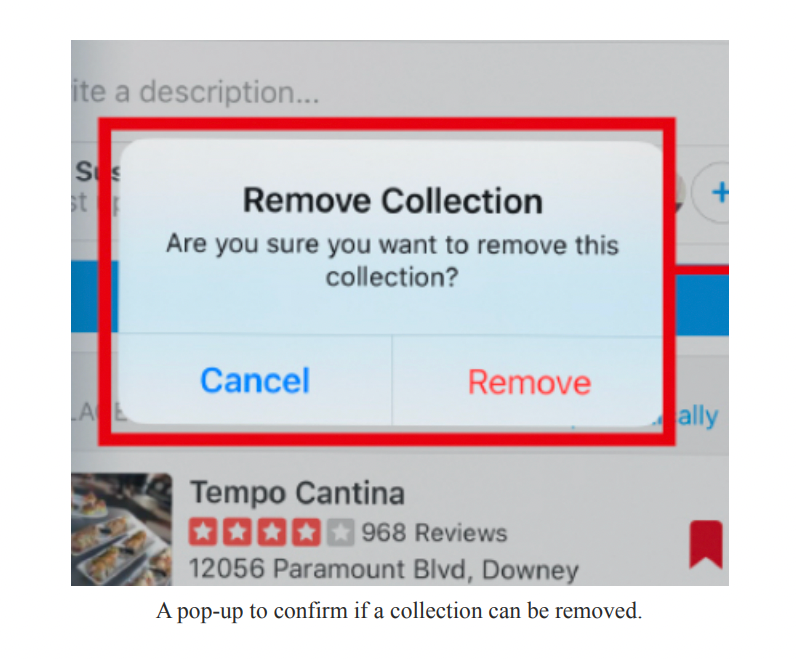 ite a description...
Remove Collection
Are you sure you want to remove this
collection?
Cancel
Remove
ally
Tempo Cantina
968 Reviews
12056 Paramount Blvd, Downey
A pop-up to confirm if a collection can be removed.